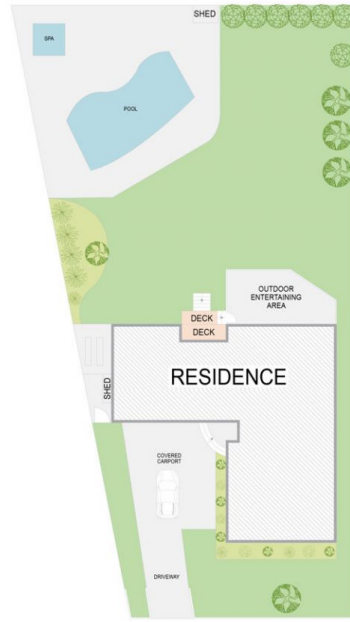 SHED
SPA
POOL
OUTDOOR
ENTERTAINING
AREA
DECK
DECK
RESIDENCE
SHED
COVERED
CARPORT
DRIVEWAY